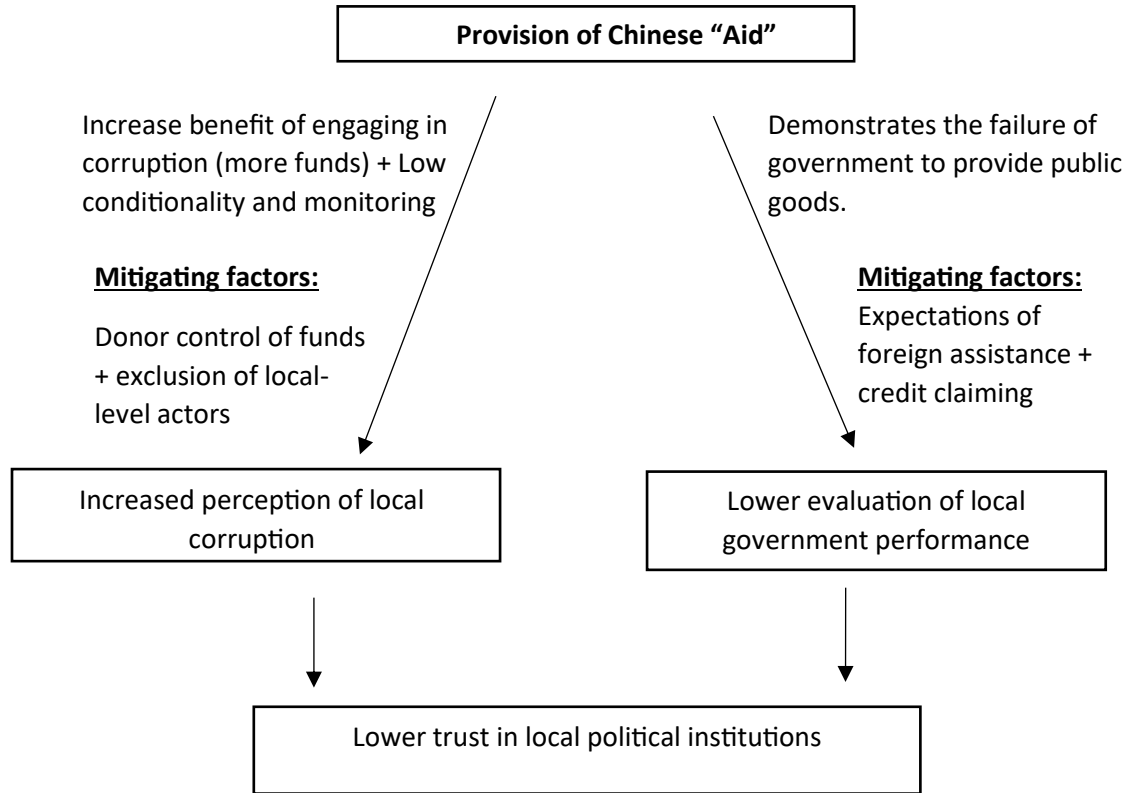 Provision of Chinese “Aid”
Increase benefit of engaging in
corruption (more funds) + Low
conditionality and monitoring
Mitigating factors:
Donor control of funds
+ exclusion of local-
level actors
Demonstrates the failure of
government to provide public
goods.
Mitigating factors:
Expectations of
foreign assistance +
credit claiming
Increased perception of local
corruption
Lower evaluation of local
government performance
Lower trust in local political institutions